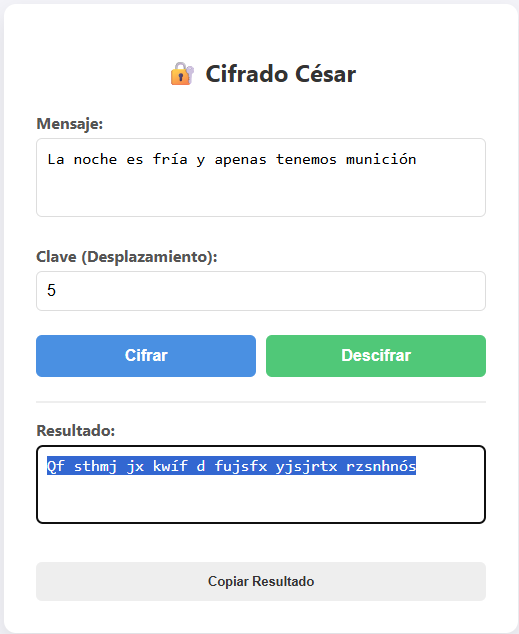 🔐 Cifrado César
Mensaje:
La noche es fría y apenas tenemos munición
Clave (Desplazamiento):
5
Cifrar Descifrar
Resultado:
Qf sthmj jx kwíf d fujsfx yjsjrtx rzsnhnós
Copiar Resultado